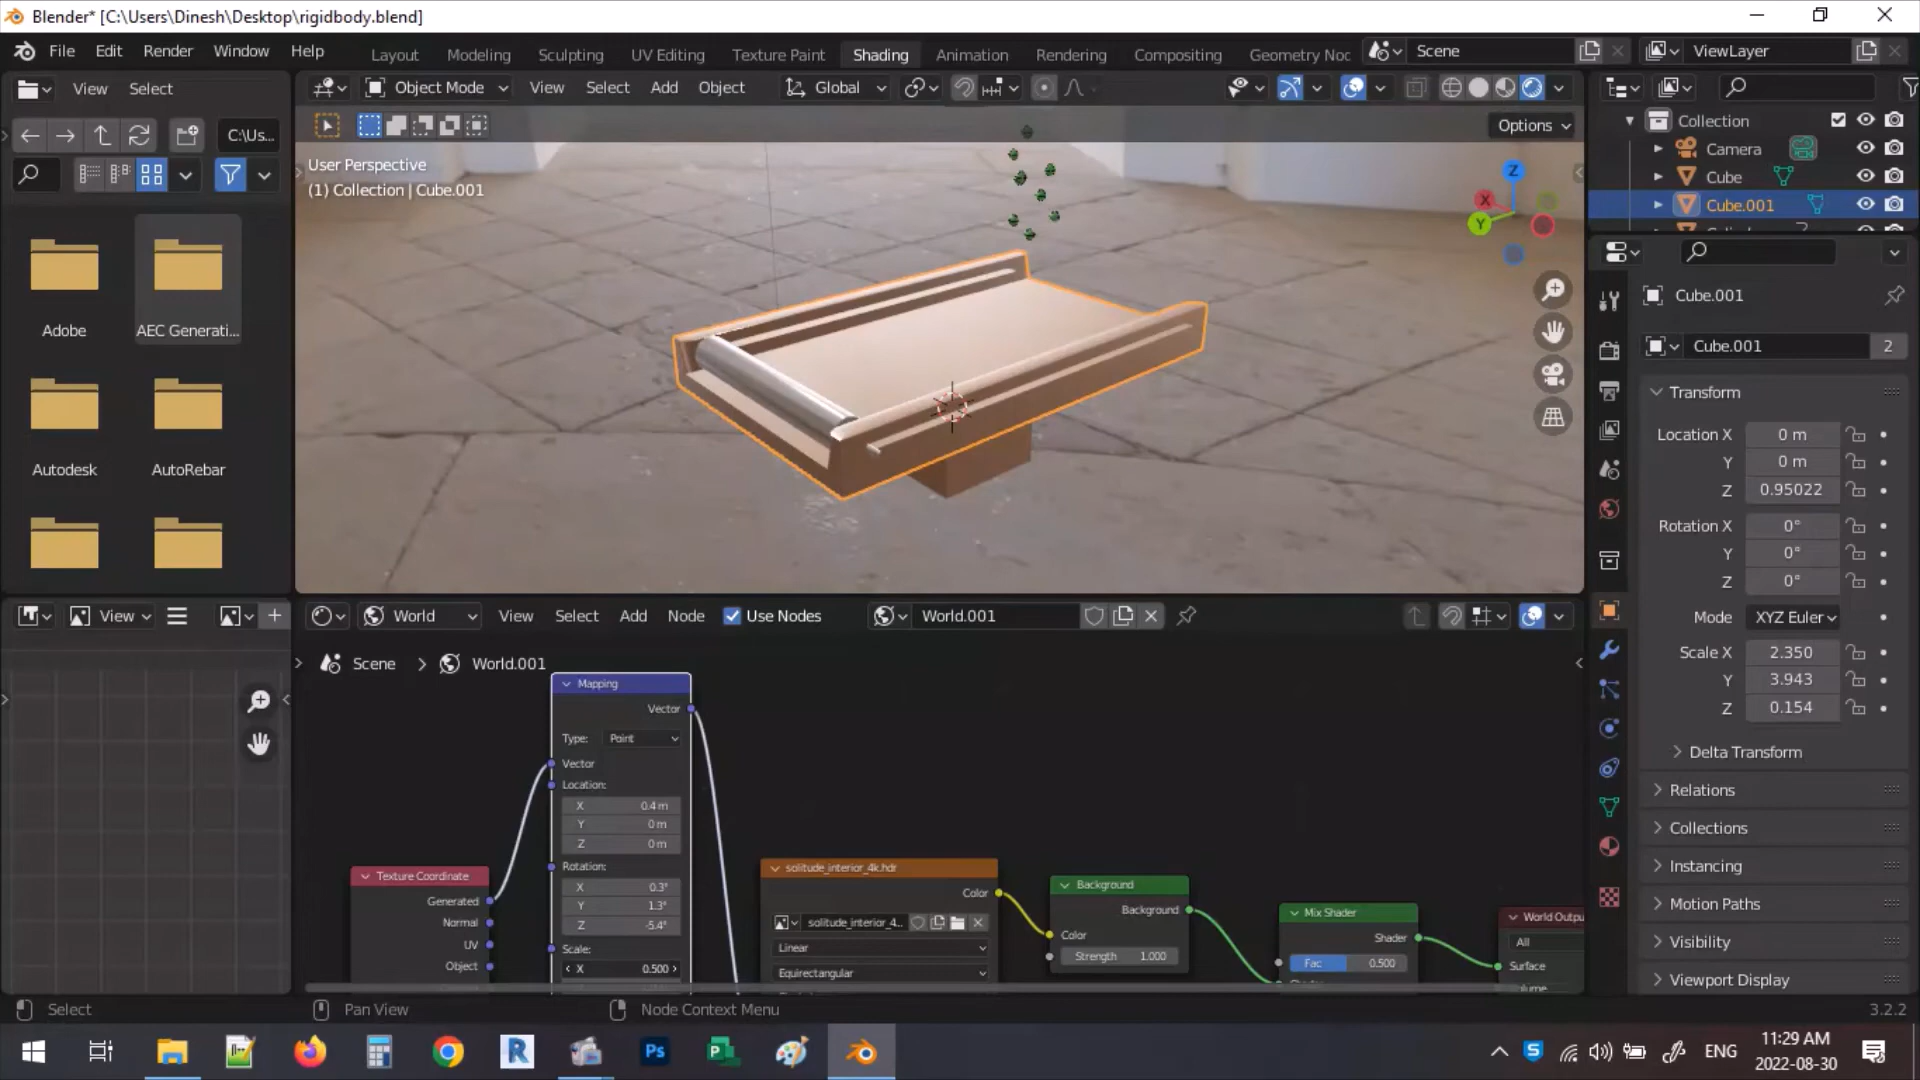 Blender* [C:\Users\Dinesh\Desktop\rigidbody.blend]
File Edit Render Window Help
Layout Modeling Sculpting UV Editing Texture Paint Shading Animation Rendering Compositing Geometry Noc
Scene
ViewLayer
View Select
Object Mode View Select Add Object Global
C:\Us...
Options
User Perspective
(1) Collection | Cube.001
Z
X
Y
Adobe
AEC Generati...
Autodesk
AutoRebar
Collection
Camera
Cube
Cube.001
Cube.001
Cube.001
2
Transform
Location X 0 m
Y 0 m
Z 0.95022
Rotation X 0°
Y 0°
Z 0°
Mode XYZ Euler
Scale X 2.350
Y 3.943
Z 0.154
Delta Transform
Relations
Collections
Instancing
Motion Paths
Visibility
Viewport Display
View
World View Select Add Node Use Nodes World.001
Scene World.001
Mapping
Vector
Type: Point
Vector
Location:
X 0.4 m
Y 0 m
Z 0 m
Rotation:
X 0.3°
Y 1.3°
Z -5.4°
Scale:
X 0.500
Texture Coordinate
Generated
Normal
UV
Object
solitude_interior_4k.hdr
Color
solitude_interior_4...
Linear
Equirectangular
Background
Background
Color
Strength 1.000
Mix Shader
Shader
Fac 0.500
World Outpu
All
Surface
Select
Pan View
Node Context Menu
3.2.2
R
Ps
P
S
ENG
11:29 AM
2022-08-30